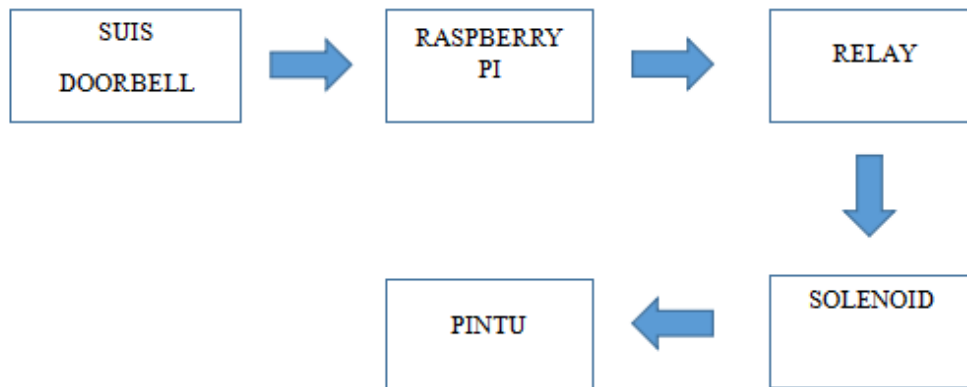 SUIS
DOORBELL
RASPBERRY
PI
RELAY
SOLENOID
PINTU